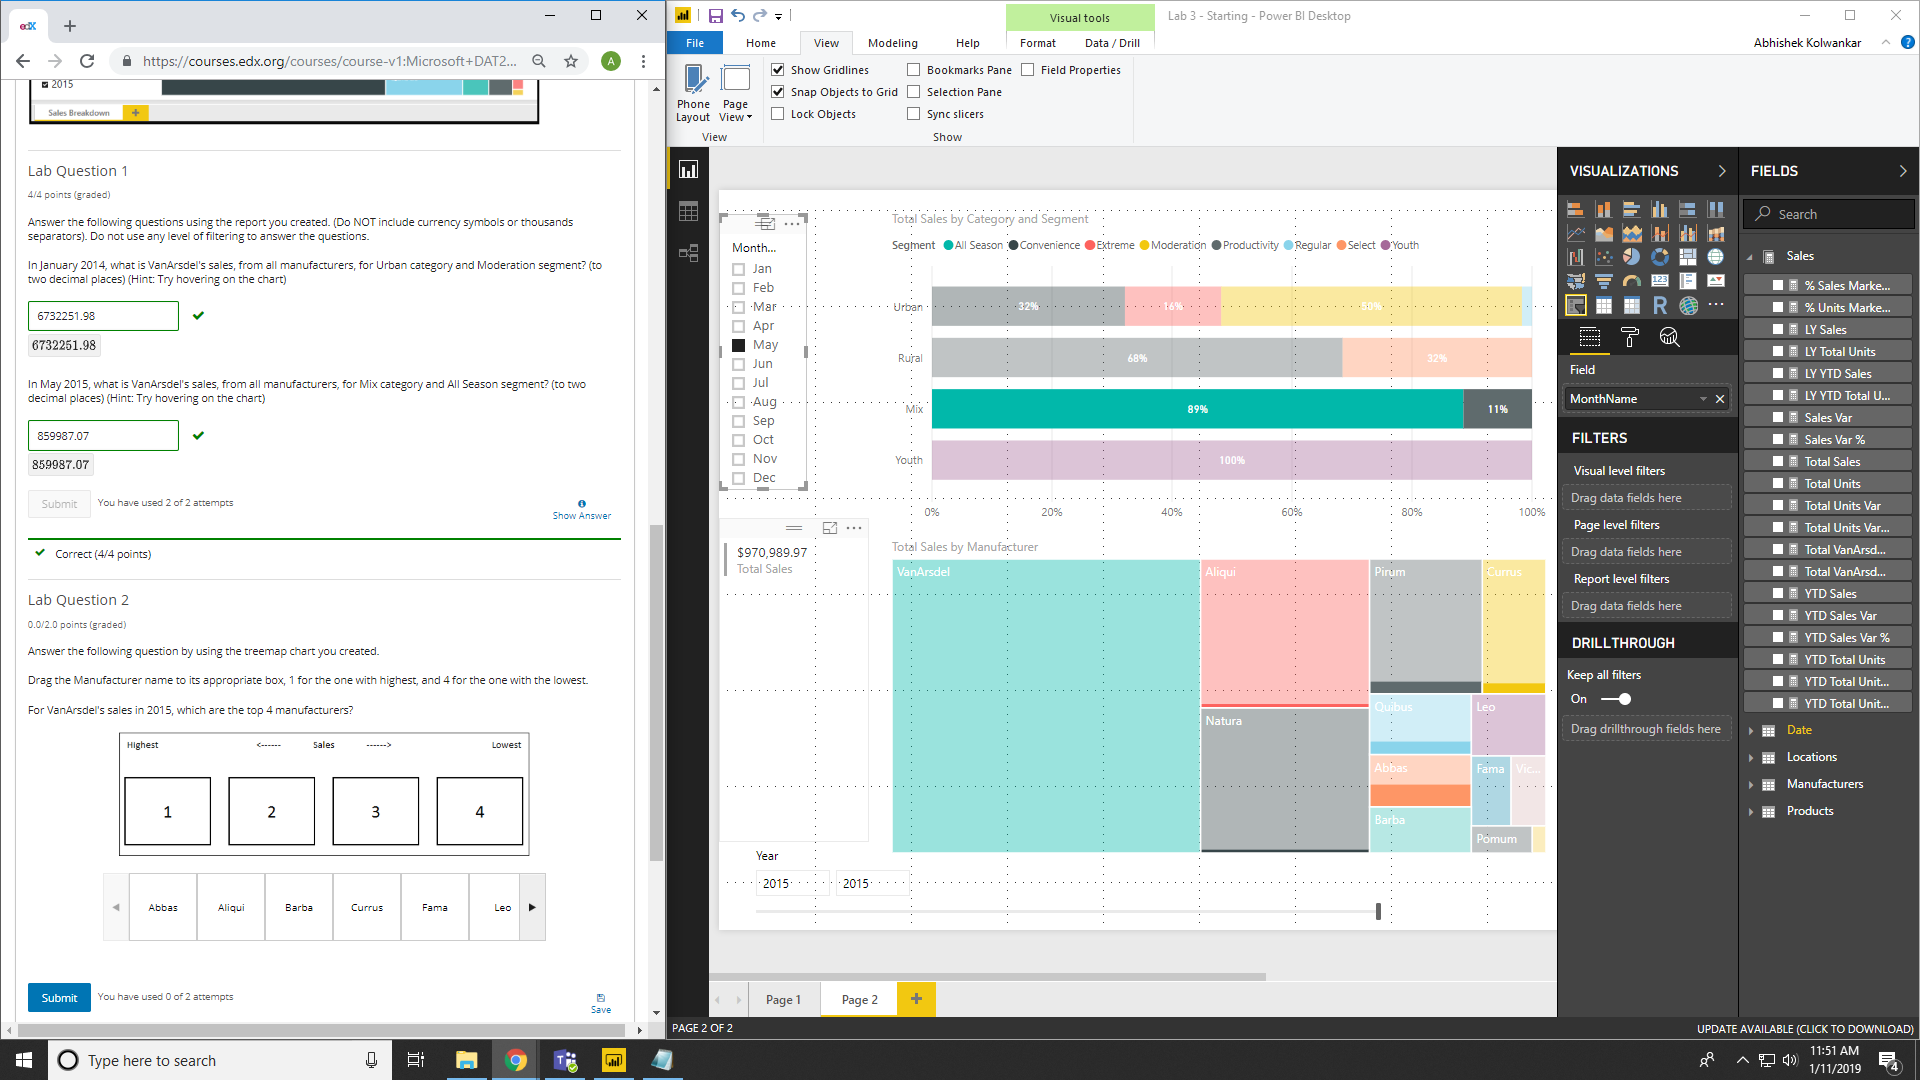 edX
https://courses.edx.org/courses/course-v1:Microsoft+DAT2...
A
2015
Sales Breakdown
Lab Question 1
4/4 points (graded)
Answer the following questions using the report you created. (Do NOT include currency symbols or thousands
separators). Do not use any level of filtering to answer the questions.
In January 2014, what is VanArsdel's sales, from all manufacturers, for Urban category and Moderation segment? (to
two decimal places) (Hint: Try hovering on the chart)
6732251.98
6732251.98
In May 2015, what is VanArsdel's sales, from all manufacturers, for Mix category and All Season segment? (to two
decimal places) (Hint: Try hovering on the chart)
859987.07
859987.07
Submit
You have used 2 of 2 attempts
Show Answer
Correct (4/4 points)
Lab Question 2
0.0/2.0 points (graded)
Answer the following question by using the treemap chart you created.
Drag the Manufacturer name to its appropriate box, 1 for the one with highest, and 4 for the one with the lowest.
For VanArsdel's sales in 2015, which are the top 4 manufacturers?
Highest <------ Sales ------> Lowest
1 2 3 4
Abbas Aliqui Barba Currus Fama Leo
Submit
You have used 0 of 2 attempts
Save
Visual tools
Lab 3 - Starting - Power BI Desktop
File Home View Modeling Help Format Data / Drill
Abhishek Kolwankar
Phone
Layout
Page
View
View
Show Gridlines
Snap Objects to Grid
Lock Objects
Bookmarks Pane
Selection Pane
Sync slicers
Field Properties
Show
Month...
Jan
Feb
Mar
Apr
May
Jun
Jul
Aug
Sep
Oct
Nov
Dec
Total Sales by Category and Segment
Segment All Season Convenience Extreme Moderation Productivity Regular Select Youth
Urban 32% 16% 50%
Rural 68% 32%
Mix 89% 11%
Youth 100%
0% 20% 40% 60% 80% 100%
$970,989.97
Total Sales
Total Sales by Manufacturer
VanArsdel
Aliqui
Pirum
Currus
Natura
Quibus
Leo
Abbas
Fama
Vic...
Barba
Pomum
Year
2015 2015
Page 1 Page 2
PAGE 2 OF 2
UPDATE AVAILABLE (CLICK TO DOWNLOAD)
VISUALIZATIONS
123
R
Field
MonthName
FILTERS
Visual level filters
Drag data fields here
Page level filters
Drag data fields here
Report level filters
Drag data fields here
DRILLTHROUGH
Keep all filters
On
Drag drillthrough fields here
FIELDS
Search
Sales
% Sales Marke...
% Units Marke...
LY Sales
LY Total Units
LY YTD Sales
LY YTD Total U...
Sales Var
Sales Var %
Total Sales
Total Units
Total Units Var
Total Units Var...
Total VanArsd...
Total VanArsd...
YTD Sales
YTD Sales Var
YTD Sales Var %
YTD Total Units
YTD Total Unit...
YTD Total Unit...
Date
Locations
Manufacturers
Products
Type here to search
11:51 AM
1/11/2019
4